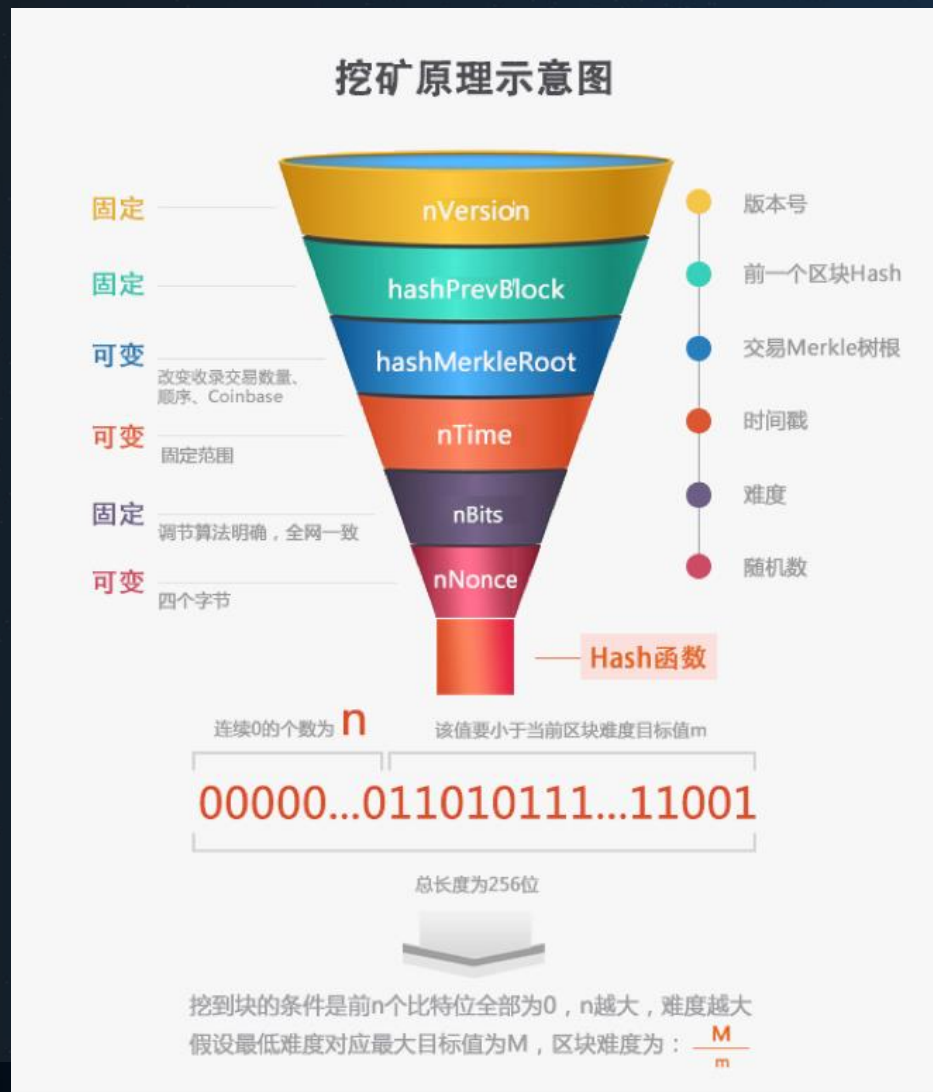 挖矿原理示意图
固定
nVersion
版本号
固定
hashPrevBlock
前一个区块Hash
可变
改变收录交易数量、
顺序、Coinbase
hashMerkleRoot
交易Merkle树根
可变
固定范围
nTime
时间戳
固定
调节算法明确，全网一致
nBits
难度
可变
四个字节
nNonce
随机数
Hash函数
连续0的个数为 n
该值要小于当前区块难度目标值m
00000...011010111...11001
总长度为256位
挖到块的条件是前n个比特位全部为0，n越大，难度越大
假设最低难度对应最大目标值为M，区块难度为： M
m